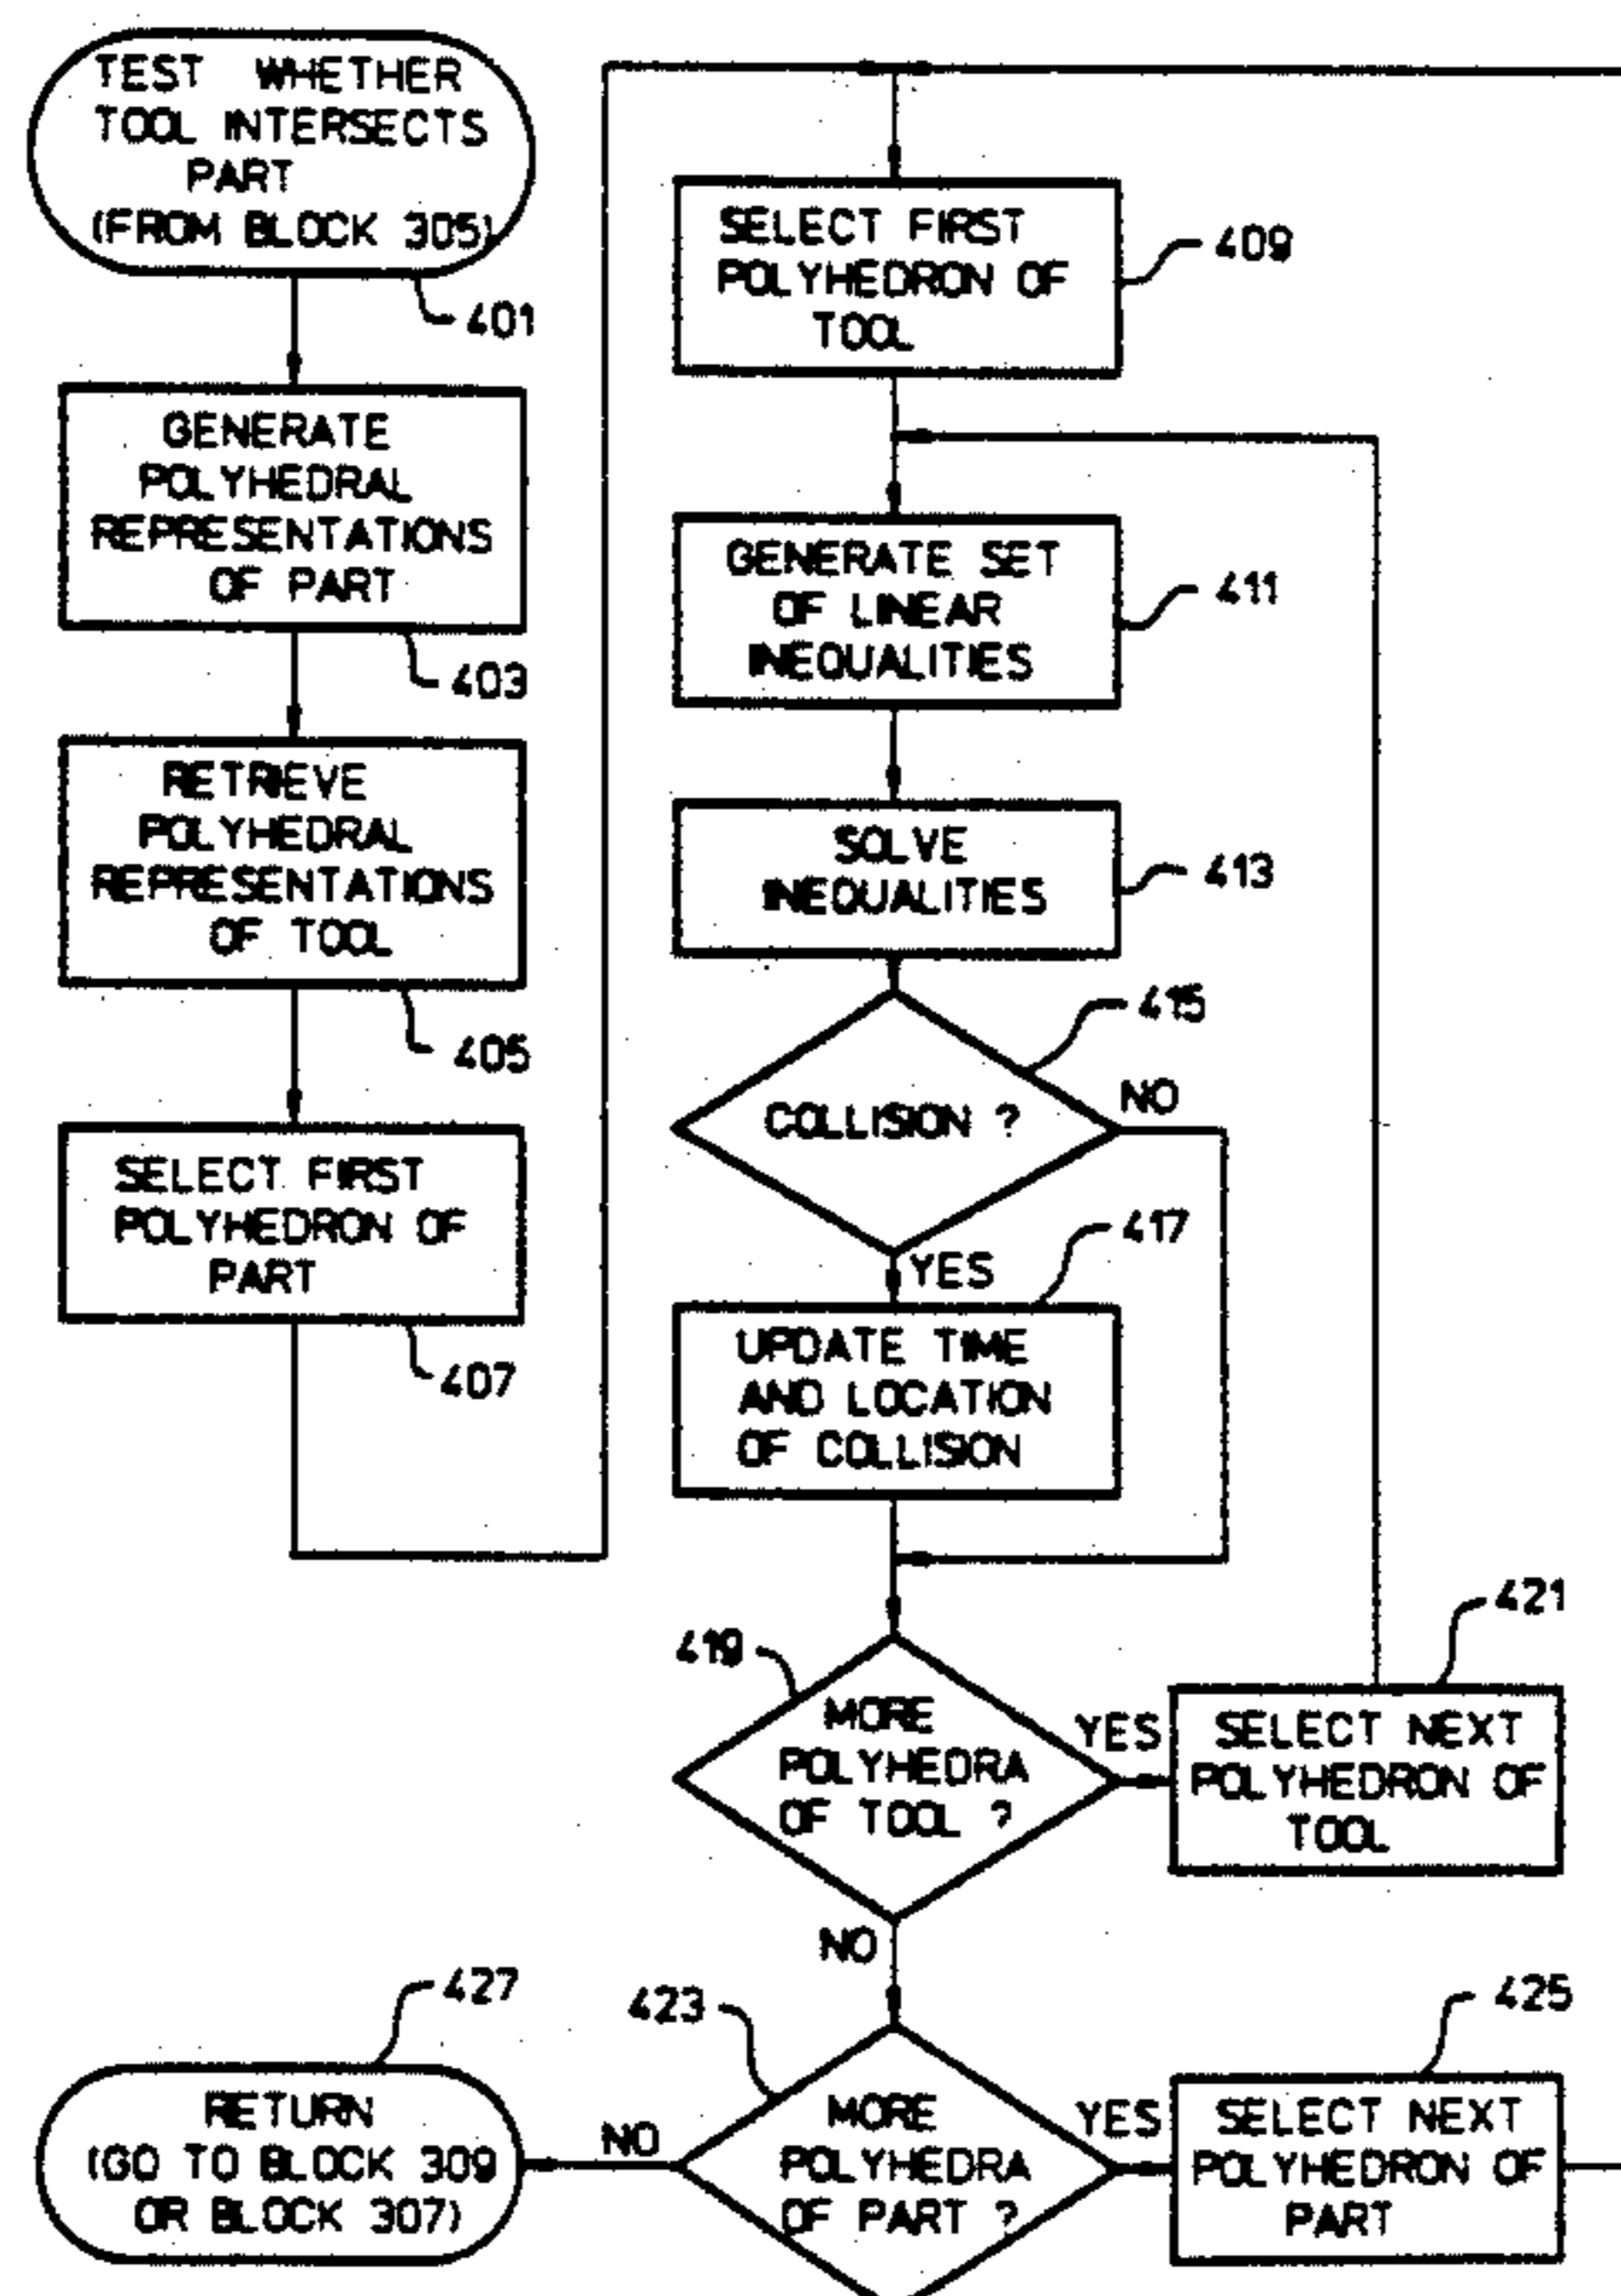 TEST WHETHER
TOOL INTERSECTS
PART
(FROM BLOCK 305)
401
GENERATE
POLYHEDRAL
REPRESENTATIONS
OF PART
403
RETRIEVE
POLYHEDRAL
REPRESENTATIONS
OF TOOL
405
SELECT FIRST
POLYHEDRON OF
PART
407
SELECT FIRST
POLYHEDRON OF
TOOL
409
GENERATE SET
OF LINEAR
INEQUALITIES
411
SOLVE
INEQUALITIES
413
COLLISION ?
415
NO
YES
417
UPDATE TIME
AND LOCATION
OF COLLISION
419
MORE
POLYHEDRA
OF TOOL ?
YES
421
SELECT NEXT
POLYHEDRON OF
TOOL
NO
423
MORE
POLYHEDRA
OF PART ?
YES
425
SELECT NEXT
POLYHEDRON OF
PART
NO
427
RETURN
(GO TO BLOCK 309
OR BLOCK 307)